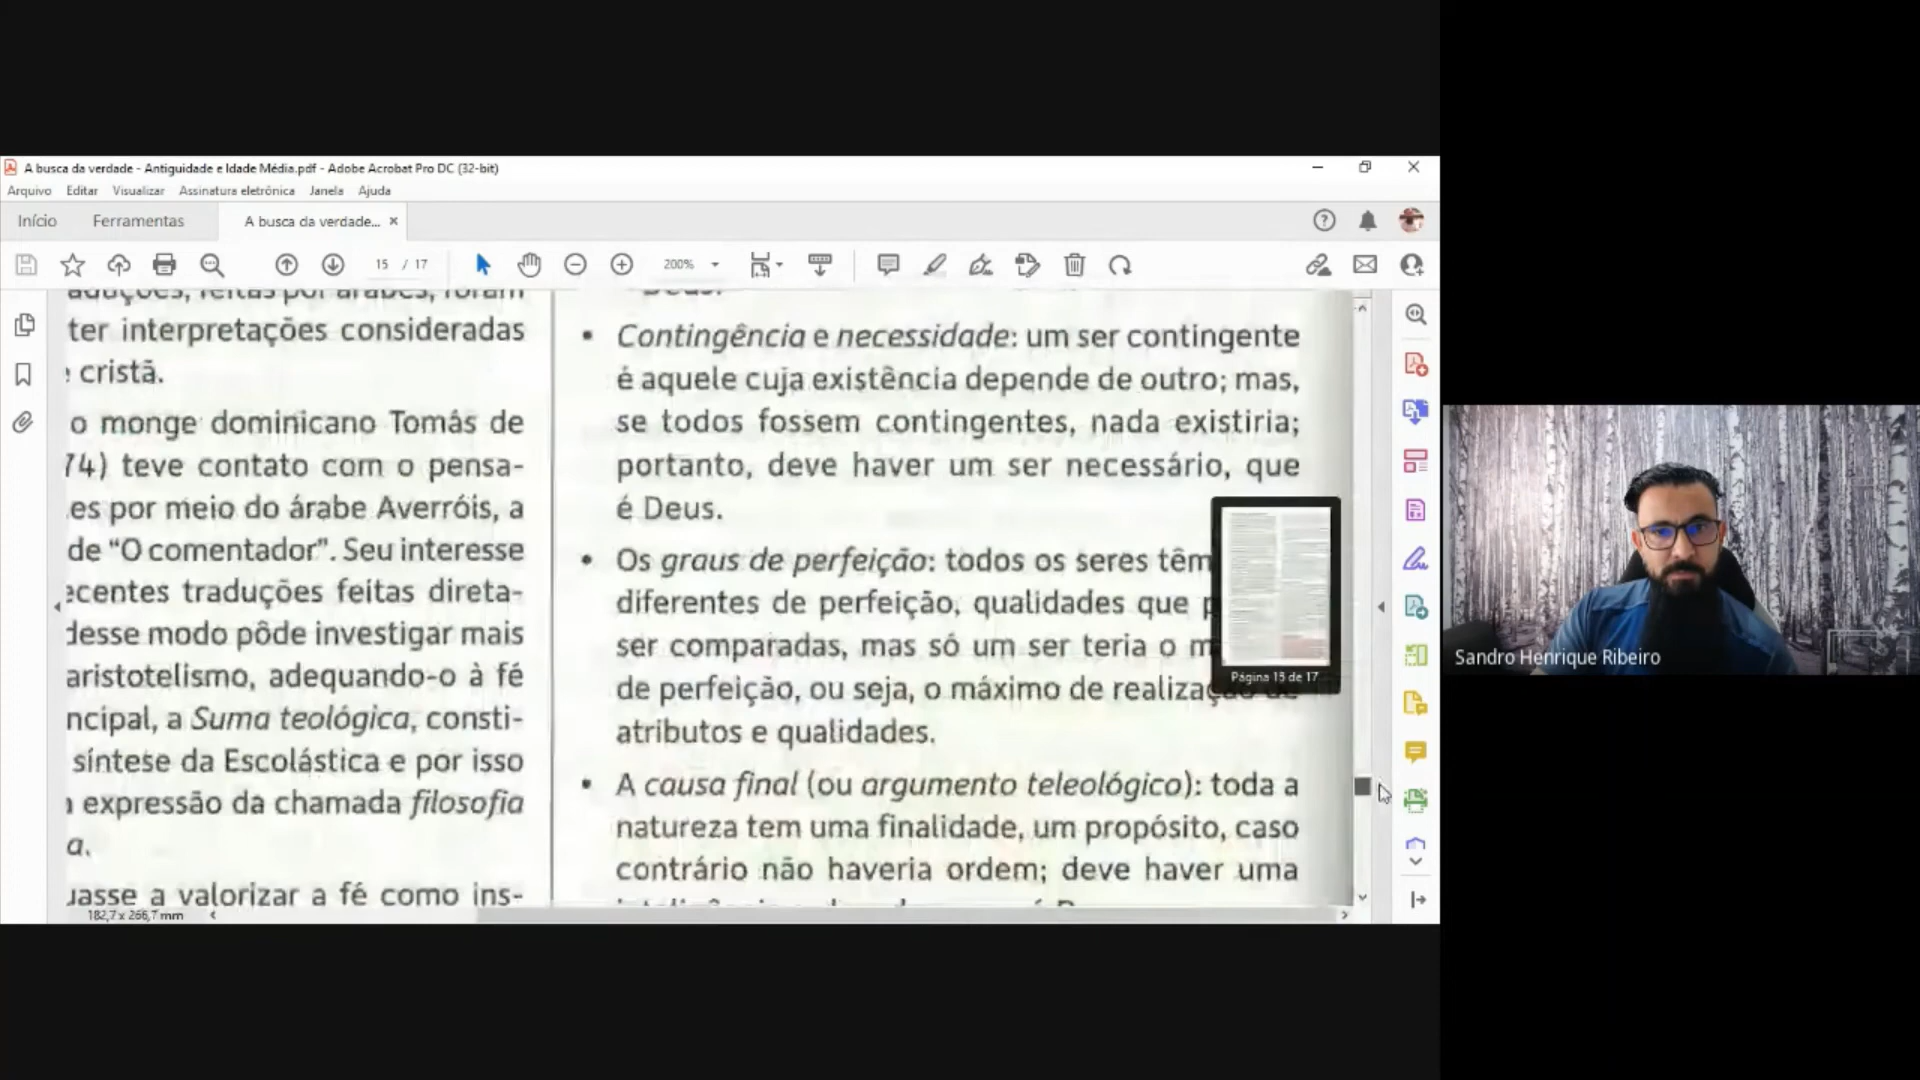 A busca da verdade - Antiguidade e Idade Média.pdf - Adobe Acrobat Pro DC (32-bit)
Arquivo Editar Visualizar Assinatura eletrônica Janela Ajuda
Início Ferramentas A busca da verdade... ×
15 / 17 200%
ter interpretações consideradas
cristã.
o monge dominicano Tomás de
74) teve contato com o pensa-
es por meio do árabe Averróis, a
de “O comentador”. Seu interesse
ecentes traduções feitas direta-
desse modo pôde investigar mais
aristotelismo, adequando-o à fé
ncipal, a Suma teológica, consti-
síntese da Escolástica e por isso
expressão da chamada filosofia
a.
uasse a valorizar a fé como ins-
Deus.
• Contingência e necessidade: um ser contingente
é aquele cuja existência depende de outro; mas,
se todos fossem contingentes, nada existiria;
portanto, deve haver um ser necessário, que
é Deus.
• Os graus de perfeição: todos os seres têm
diferentes de perfeição, qualidades que p
ser comparadas, mas só um ser teria o m
de perfeição, ou seja, o máximo de realização de
atributos e qualidades.
• A causa final (ou argumento teleológico): toda a
natureza tem uma finalidade, um propósito, caso
contrário não haveria ordem; deve haver uma
Página 15 de 17
182,7 x 266,7 mm
Sandro Henrique Ribeiro